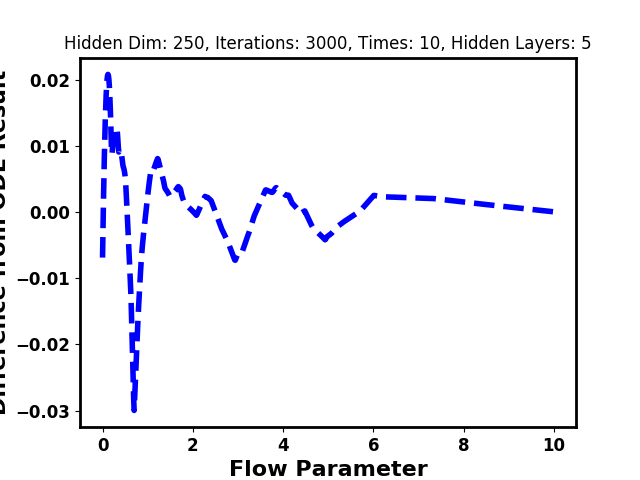 Hidden Dim: 250, Iterations: 3000, Times: 10, Hidden Layers: 5
Difference from ODE Result
0.02
0.01
0.00
−0.01
−0.02
−0.03
0 2 4 6 8 10
Flow Parameter